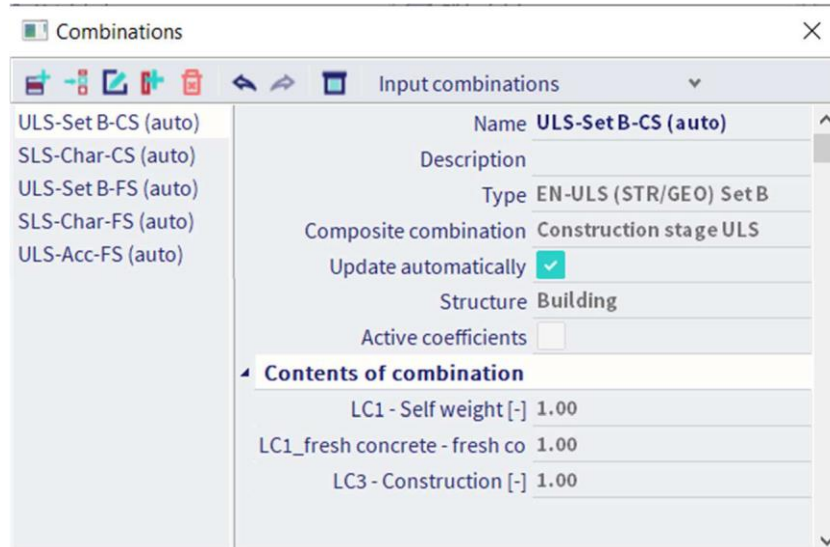 Combinations
Input combinations
ULS-Set B-CS (auto)
SLS-Char-CS (auto)
ULS-Set B-FS (auto)
SLS-Char-FS (auto)
ULS-Acc-FS (auto)
Name ULS-Set B-CS (auto)
Description
Type EN-ULS (STR/GEO) Set B
Composite combination Construction stage ULS
Update automatically
Structure Building
Active coefficients
Contents of combination
LC1 - Self weight [-] 1.00
LC1_fresh concrete - fresh co 1.00
LC3 - Construction [-] 1.00